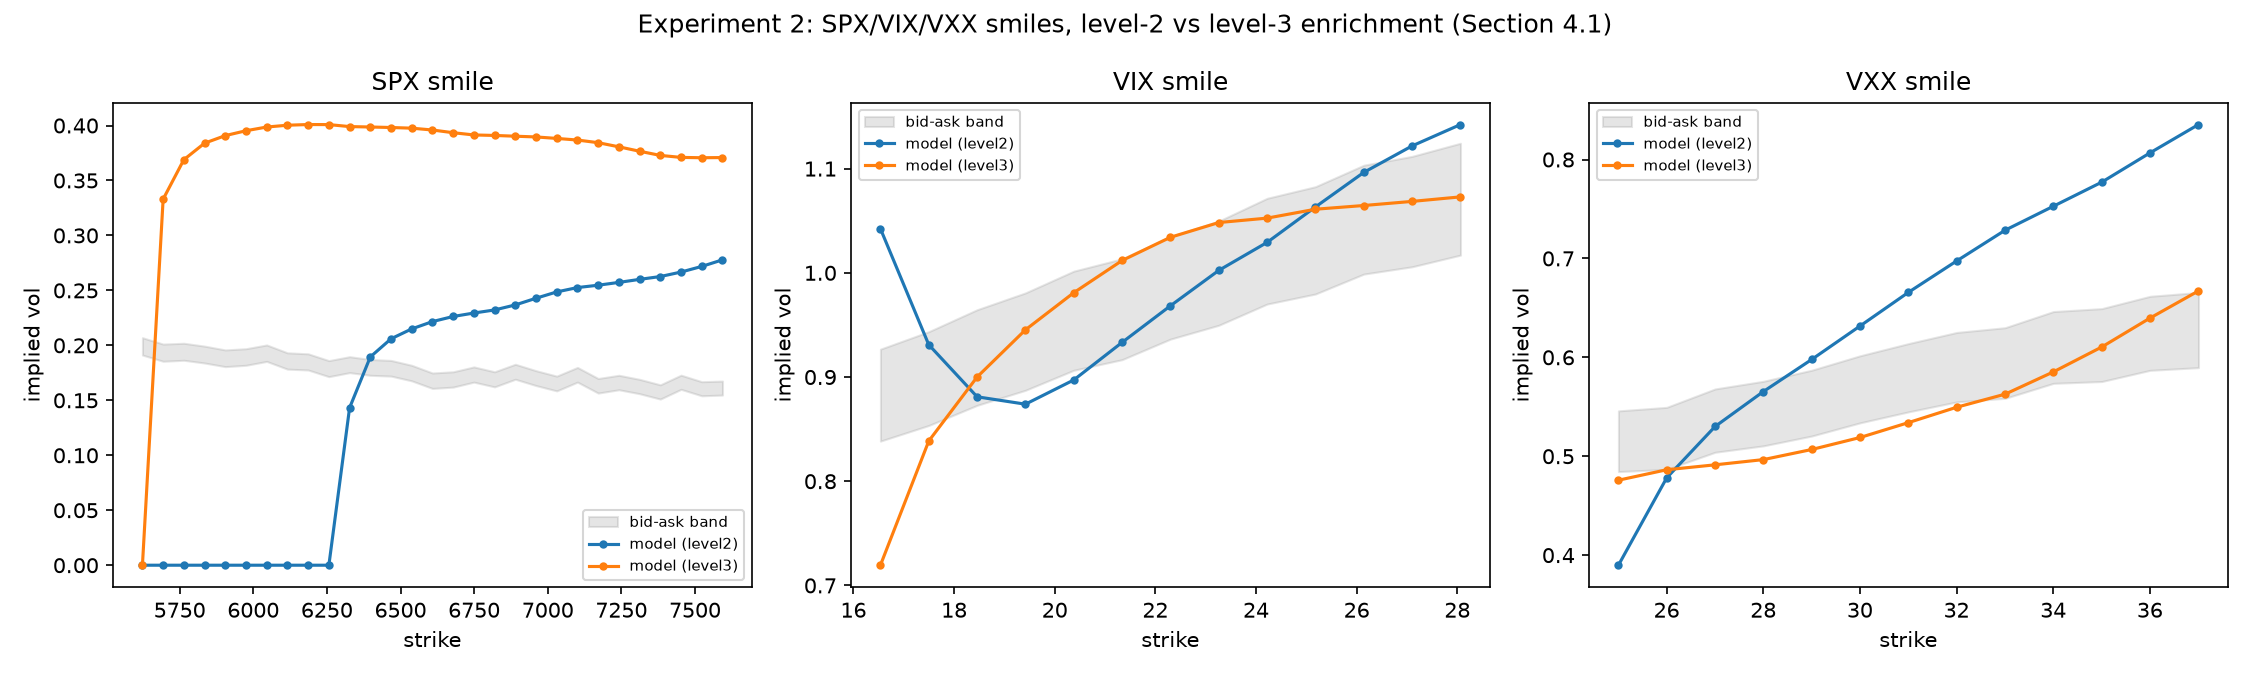 Experiment 2: SPX/VIX/VXX smiles, level-2 vs level-3 enrichment (Section 4.1)
SPX smile
implied vol
0.40
0.35
0.30
0.25
0.20
0.15
0.10
0.05
0.00
bid-ask band
model (level2)
model (level3)
5750 6000 6250 6500 6750 7000 7250 7500
strike
VIX smile
implied vol
bid-ask band
model (level2)
model (level3)
1.1
1.0
0.9
0.8
0.7
16 18 20 22 24 26 28
strike
VXX smile
implied vol
bid-ask band
model (level2)
model (level3)
0.8
0.7
0.6
0.5
0.4
26 28 30 32 34 36
strike